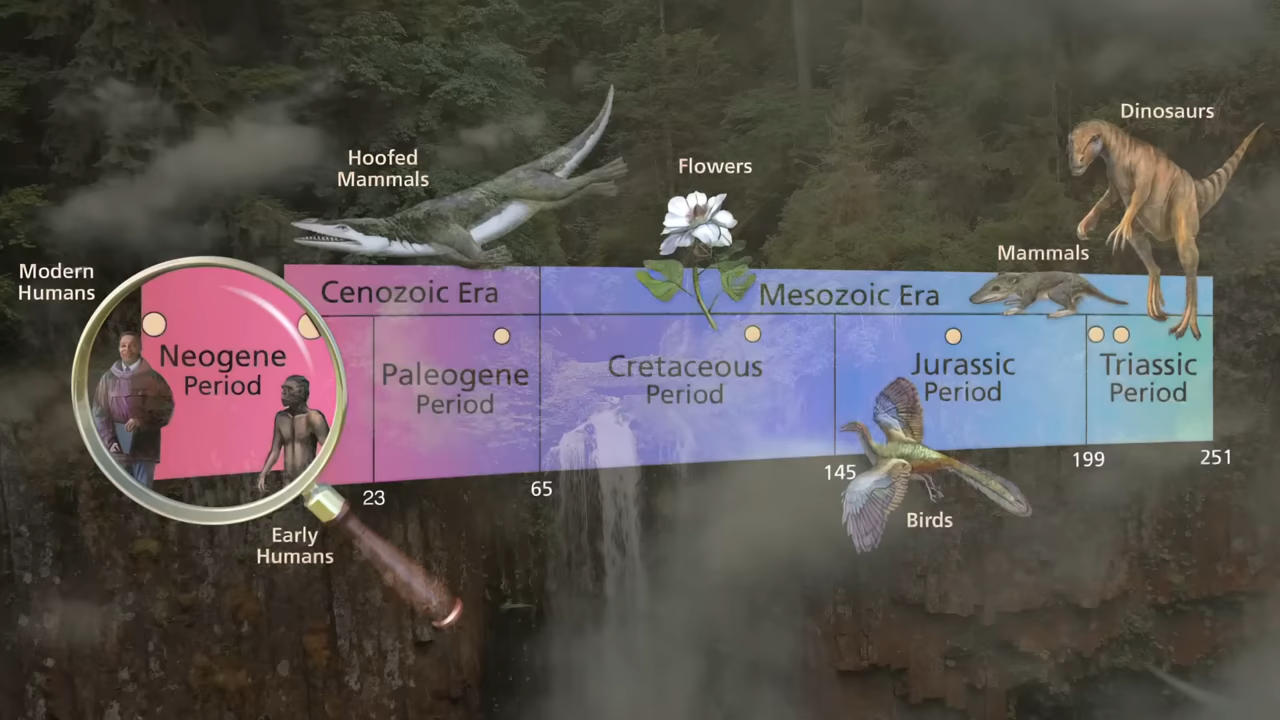 Dinosaurs
Hoofed
Mammals
Flowers
Mammals
Modern
Humans
Cenozoic Era
Mesozoic Era
Neogene
Period
Paleogene
Period
Cretaceous
Period
Jurassic
Period
Triassic
Period
23
65
145
199
251
Early
Humans
Birds